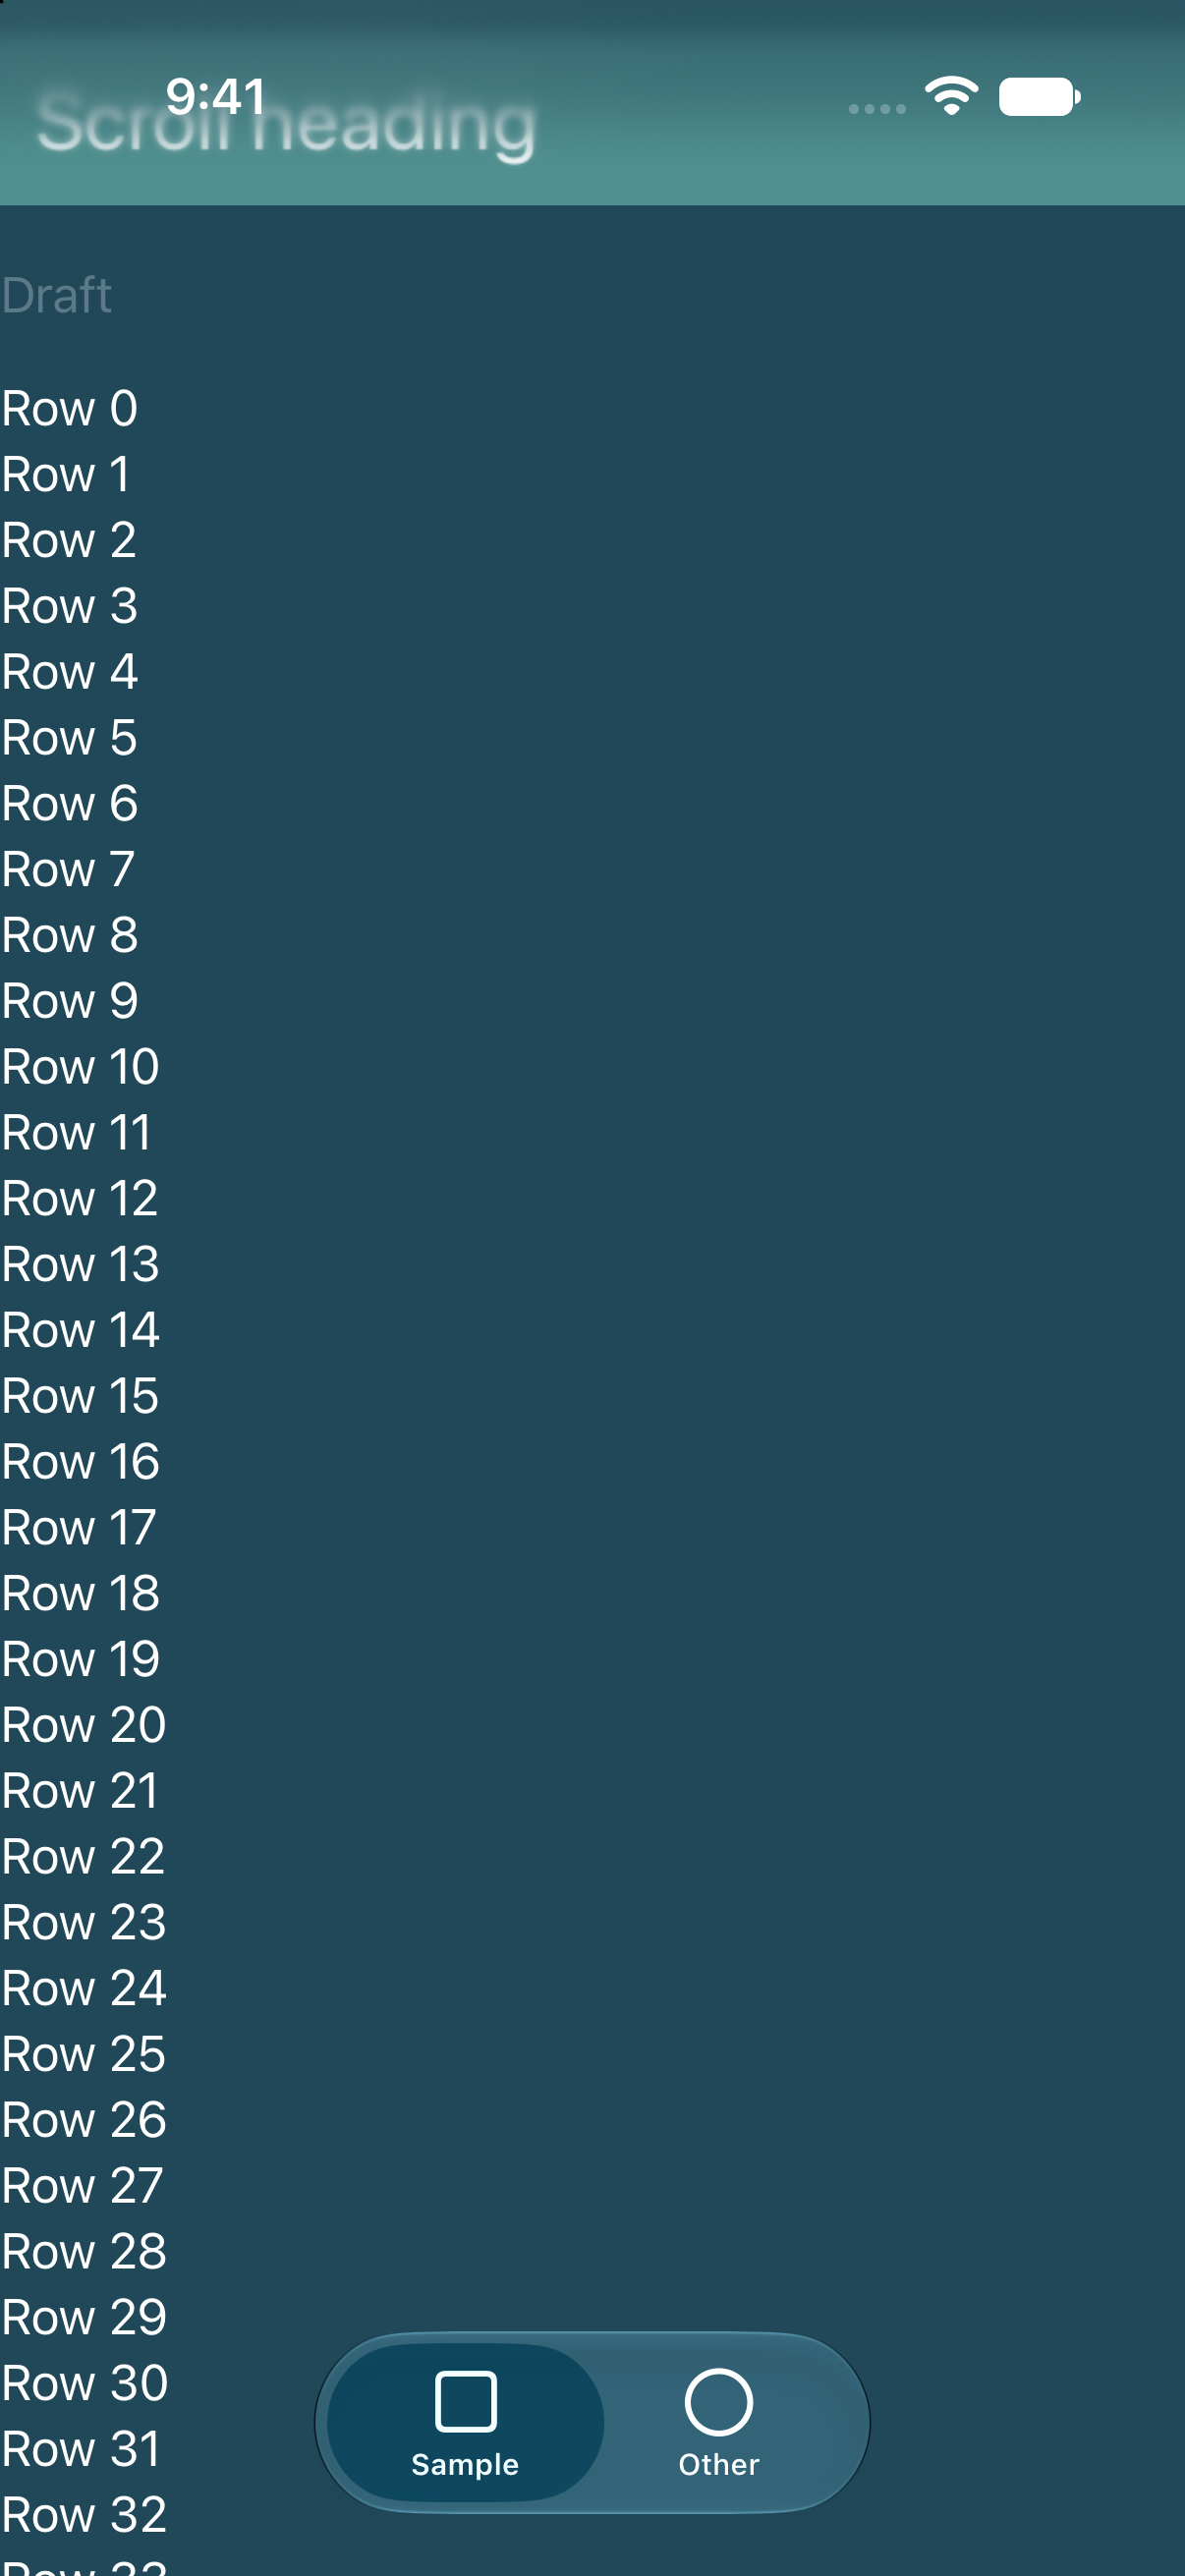 9:41
Scroll heading
Draft
Row 0
Row 1
Row 2
Row 3
Row 4
Row 5
Row 6
Row 7
Row 8
Row 9
Row 10
Row 11
Row 12
Row 13
Row 14
Row 15
Row 16
Row 17
Row 18
Row 19
Row 20
Row 21
Row 22
Row 23
Row 24
Row 25
Row 26
Row 27
Row 28
Row 29
Row 30
Row 31
Row 32
Row 33
Sample
Other